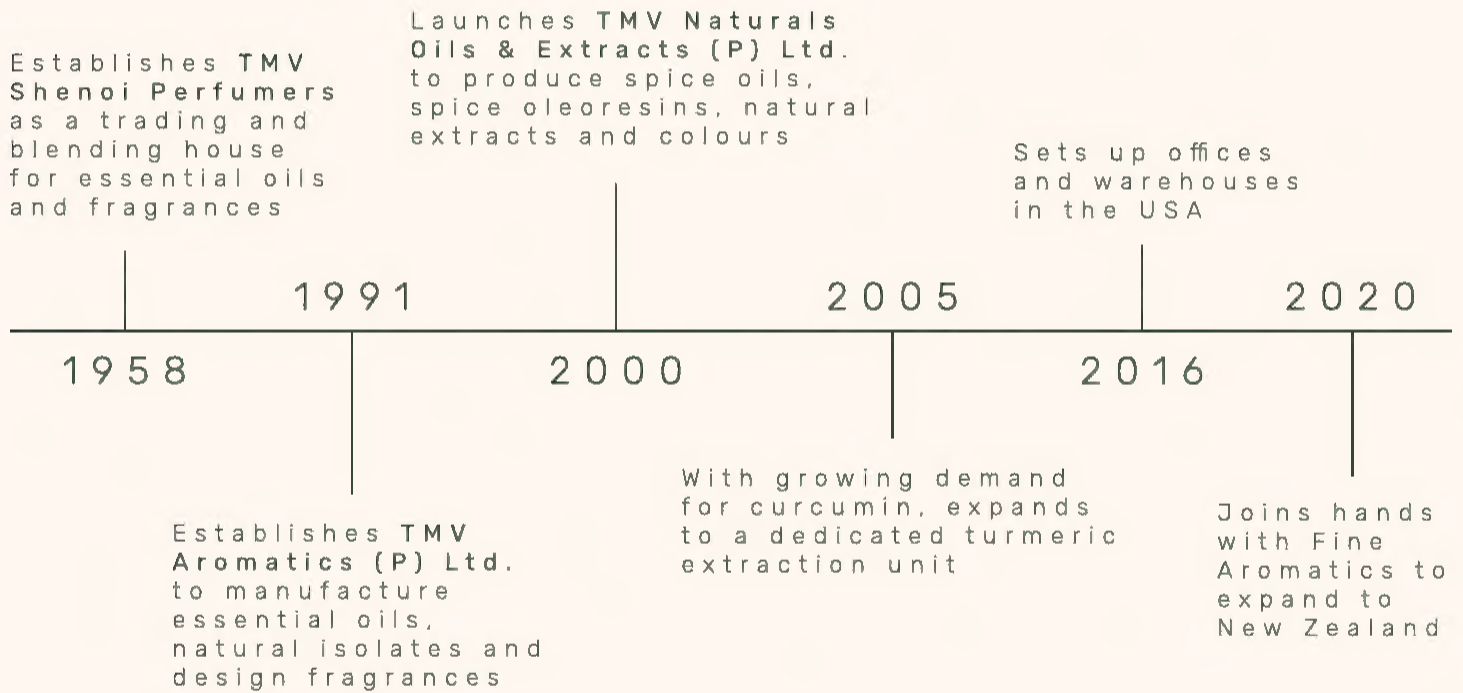 Establishes TMV
Shenoi Perfumers
as a trading and
blending house
for essential oils
and fragrances
1958
1991
Establishes TMV
Aromatics (P) Ltd.
to manufacture
essential oils,
natural isolates and
design fragrances
Launches TMV Naturals
Oils & Extracts (P) Ltd.
to produce spice oils,
spice oleoresins, natural
extracts and colours
2000
2005
With growing demand
for curcumin, expands
to a dedicated turmeric
extraction unit
Sets up offices
and warehouses
in the USA
2016
2020
Joins hands
with Fine
Aromatics to
expand to
New Zealand